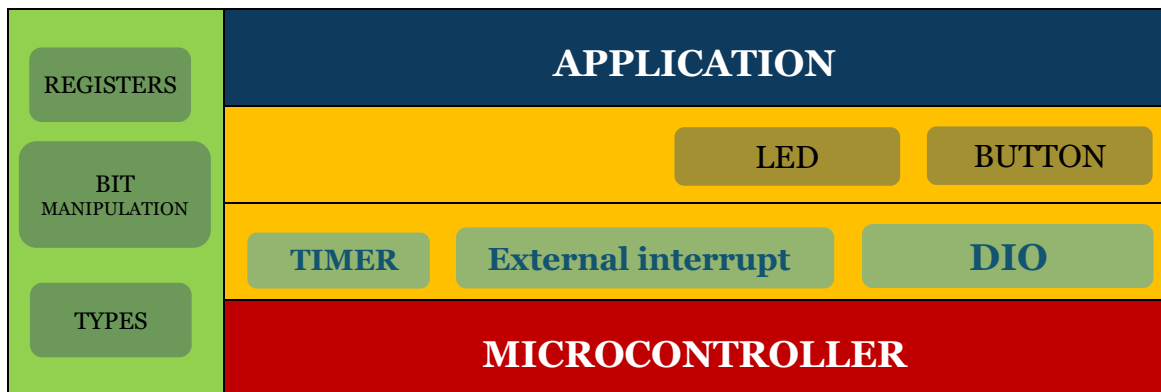 REGISTERS
BIT
MANIPULATION
TYPES
APPLICATION
LED
BUTTON
TIMER
External interrupt
DIO
MICROCONTROLLER